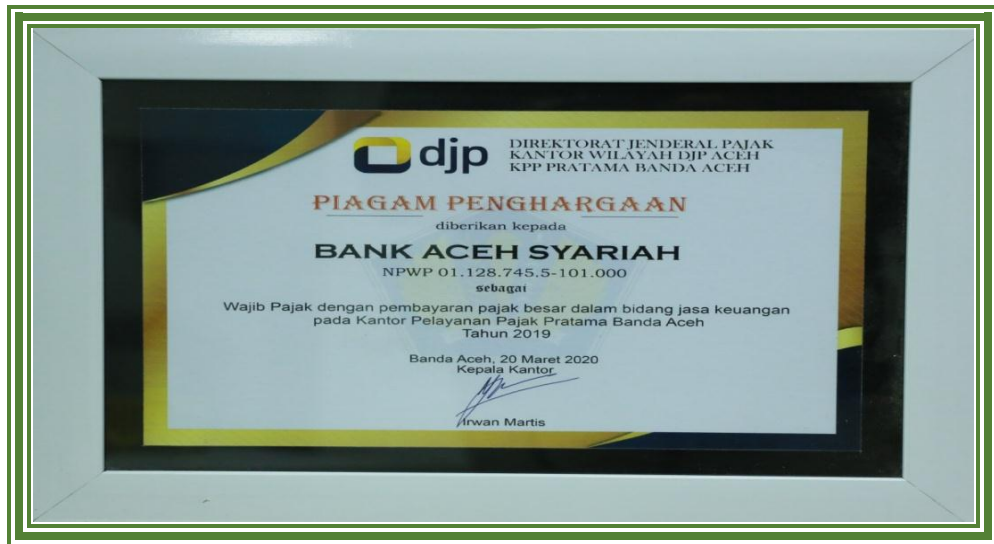 djp
DIREKTORAT JENDERAL PAJAK
KANTOR WILAYAH DJP ACEH
KPP PRATAMA BANDA ACEH
PIAGAM PENGHARGAAN
diberikan kepada
BANK ACEH SYARIAH
NPWP 01.128.745.5-101.000
sebagai
Wajib Pajak dengan pembayaran pajak besar dalam bidang jasa keuangan
pada Kantor Pelayanan Pajak Pratama Banda Aceh
Tahun 2019
Banda Aceh, 20 Maret 2020
Kepala Kantor
Irwan Martis